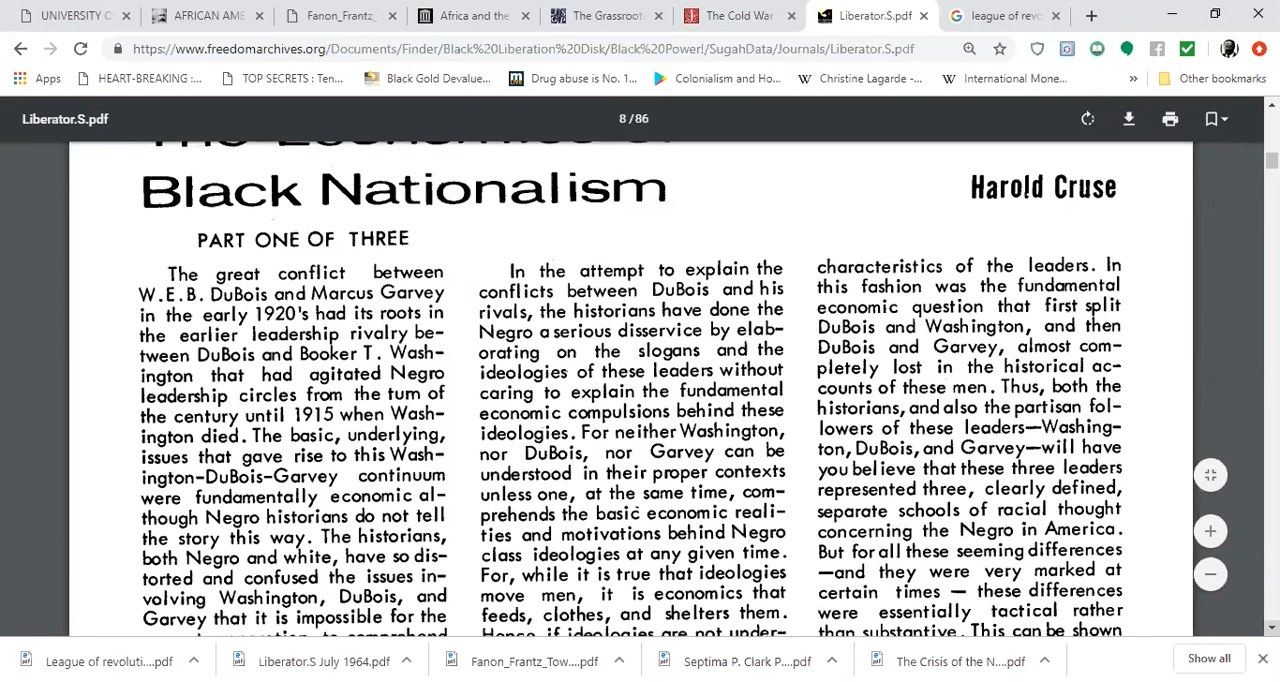 UNIVERSITY C
AFRICAN AME
Fanon_Frantz_
Africa and the
The Grassroot
The Cold War
Liberator.S.pdf
league of revo
https://www.freedomarchives.org/Documents/Finder/Black%20Liberation%20Disk/Black%20Power!/SugahData/Journals/Liberator.S.pdf
Apps
HEART-BREAKING :...
TOP SECRETS : Ten...
Black Gold Devalue...
Drug abuse is No. 1...
Colonialism and Ho...
Christine Lagarde -...
International Mone...
»
Other bookmarks
Liberator.S.pdf
8 / 86
The Economics of
Black Nationalism
Harold Cruse
PART ONE OF THREE
The great conflict between
W.E.B. DuBois and Marcus Garvey
in the early 1920's had its roots in
the earlier leadership rivalry be-
tween DuBois and Booker T. Wash-
ington that had agitated Negro
leadership circles from the turn of
the century until 1915 when Wash-
ington died. The basic, underlying,
issues that gave rise to this Wash-
ington-DuBois-Garvey continuum
were fundamentally economic al-
though Negro historians do not tell
the story this way. The historians,
both Negro and white, have so dis-
torted and confused the issues in-
volving Washington, DuBois, and
Garvey that it is impossible for the
In the attempt to explain the
conflicts between DuBois and his
rivals, the historians have done the
Negro a serious disservice by elab-
orating on the slogans and the
ideologies of these leaders without
caring to explain the fundamental
economic compulsions behind these
ideologies. For neither Washington,
nor DuBois, nor Garvey can be
understood in their proper contexts
unless one, at the same time, com-
prehends the basic economic reali-
ties and motivations behind Negro
class ideologies at any given time.
For, while it is true that ideologies
move men, it is economics that
feeds, clothes, and shelters them.
Hence, if ideologies are not under-
characteristics of the leaders. In
this fashion was the fundamental
economic question that first split
DuBois and Washington, and then
DuBois and Garvey, almost com-
pletely lost in the historical ac-
counts of these men. Thus, both the
historians, and also the partisan fol-
lowers of these leaders—Washing-
ton, DuBois, and Garvey—will have
you believe that these three leaders
represented three, clearly defined,
separate schools of racial thought
concerning the Negro in America.
But for all these seeming differences
—and they were very marked at
certain times — these differences
were essentially tactical rather
than substantive. This can be shown
League of revoluti....pdf
Liberator.S July 1964.pdf
Fanon_Frantz_Tow....pdf
Septima P. Clark P....pdf
The Crisis of the N....pdf
Show all